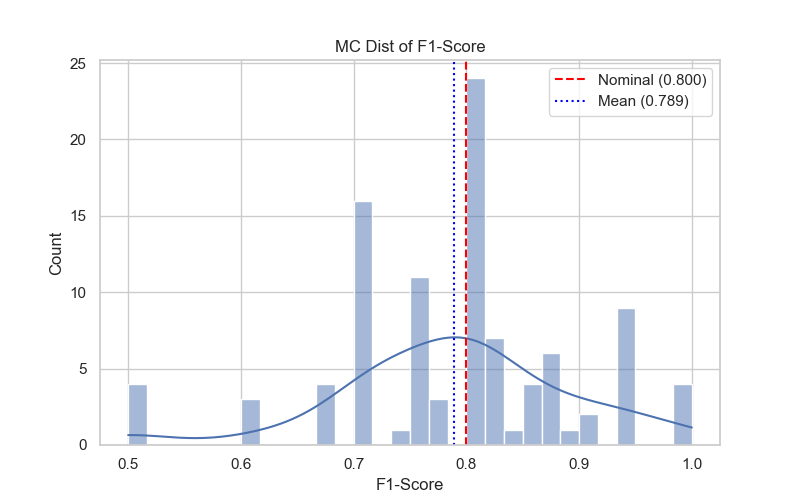 MC Dist of F1-Score
Nominal (0.800)
Mean (0.789)
25
20
15
10
5
0
Count
0.5 0.6 0.7 0.8 0.9 1.0
F1-Score